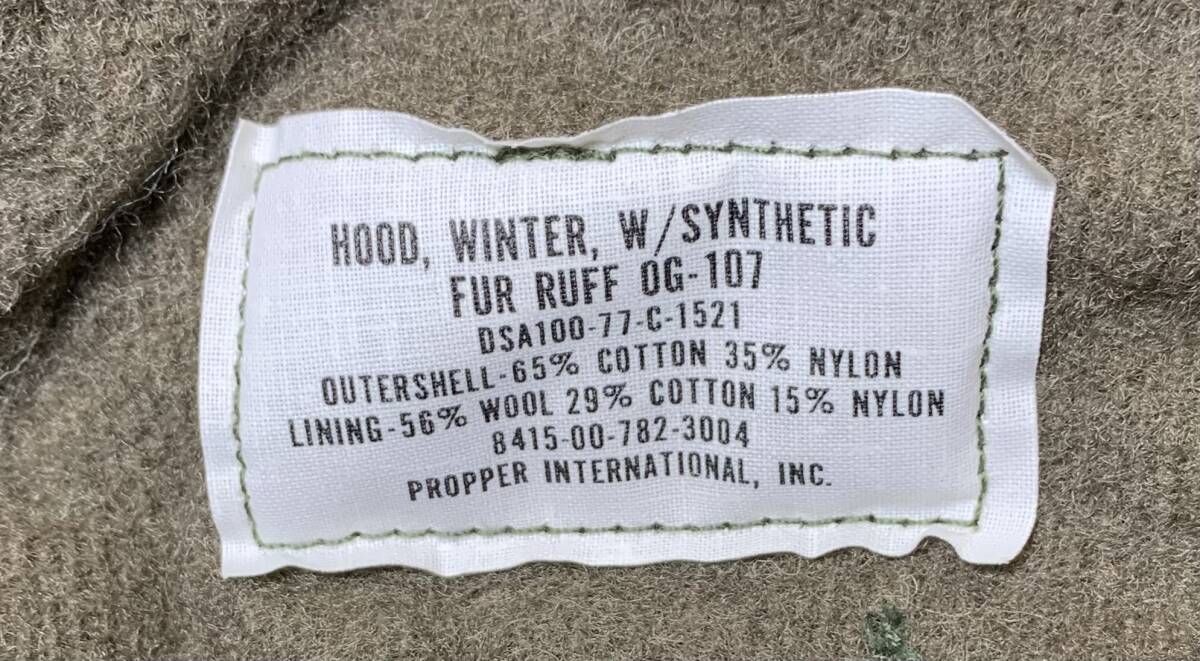 HOOD, WINTER, W/SYNTHETIC
FUR RUFF OG-107
DSA100-77-C-1521
OUTERSHELL-65% COTTON 35% NYLON
LINING-56% WOOL 29% COTTON 15% NYLON
8415-00-782-3004
PROPPER INTERNATIONAL, INC.